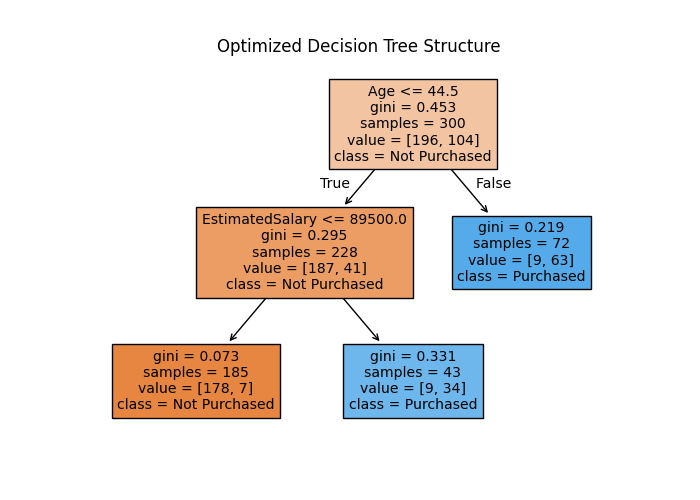 Optimized Decision Tree Structure
Age <= 44.5
gini = 0.453
samples = 300
value = [196, 104]
class = Not Purchased
True
False
EstimatedSalary <= 89500.0
gini = 0.295
samples = 228
value = [187, 41]
class = Not Purchased
gini = 0.219
samples = 72
value = [9, 63]
class = Purchased
gini = 0.073
samples = 185
value = [178, 7]
class = Not Purchased
gini = 0.331
samples = 43
value = [9, 34]
class = Purchased